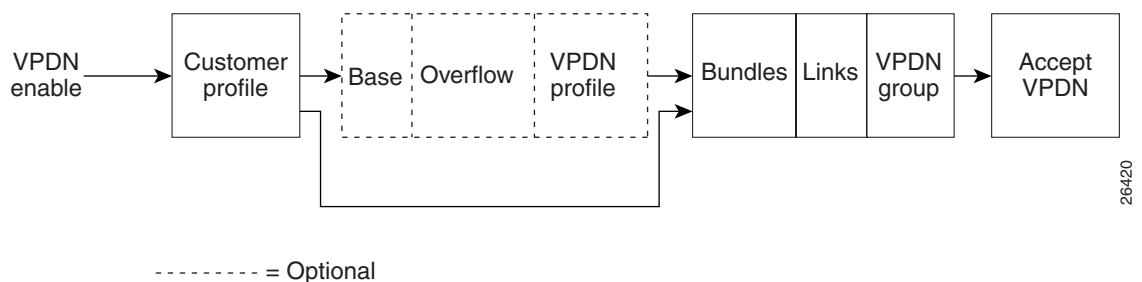 VPDN
enable
Customer
profile
Base
Overflow
VPDN
profile
Bundles
Links
VPDN
group
Accept
VPDN
26420
= Optional